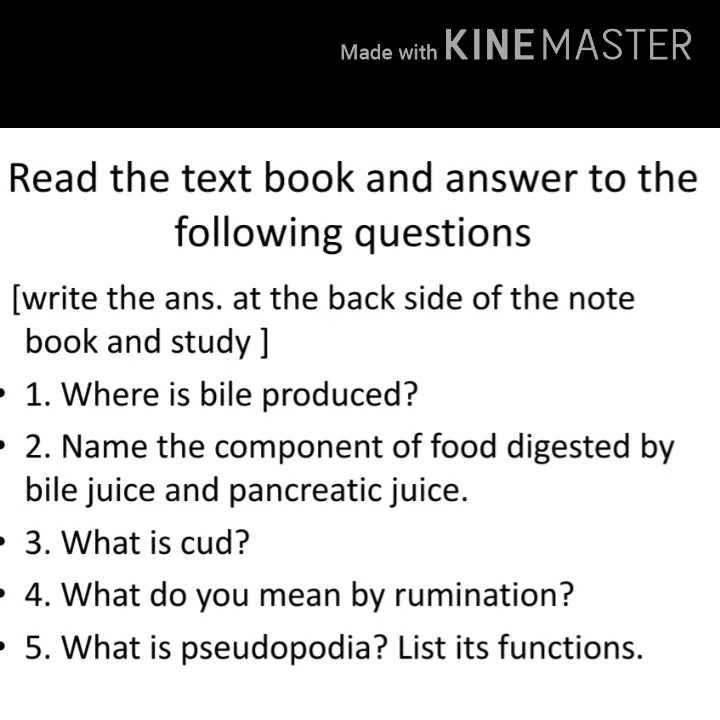 Made with KINEMASTER
Read the text book and answer to the
following questions
[write the ans. at the back side of the note
book and study ]
• 1. Where is bile produced?
• 2. Name the component of food digested by
bile juice and pancreatic juice.
• 3. What is cud?
• 4. What do you mean by rumination?
• 5. What is pseudopodia? List its functions.